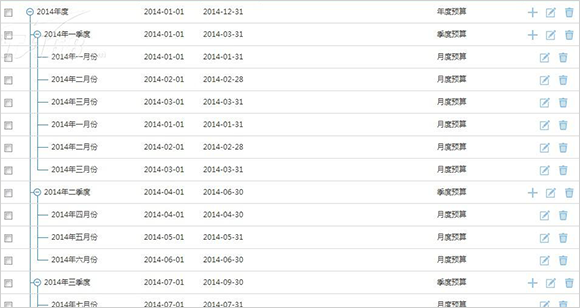 2014年度 2014-01-01 2014-12-31 年度预算
2014年一季度 2014-01-01 2014-03-31 季度预算
2014年一月份 2014-01-01 2014-01-31 月度预算
2014年二月份 2014-02-01 2014-02-28 月度预算
2014年三月份 2014-03-01 2014-03-31 月度预算
2014年一月份 2014-01-01 2014-01-31 月度预算
2014年二月份 2014-02-01 2014-02-28 月度预算
2014年三月份 2014-03-01 2014-03-31 月度预算
2014年二季度 2014-04-01 2014-06-30 季度预算
2014年四月份 2014-04-01 2014-04-30 月度预算
2014年五月份 2014-05-01 2014-05-31 月度预算
2014年六月份 2014-06-01 2014-06-30 月度预算
2014年三季度 2014-07-01 2014-09-30 季度预算
2014年七月份 2014-07-01 2014-07-31 月度预算